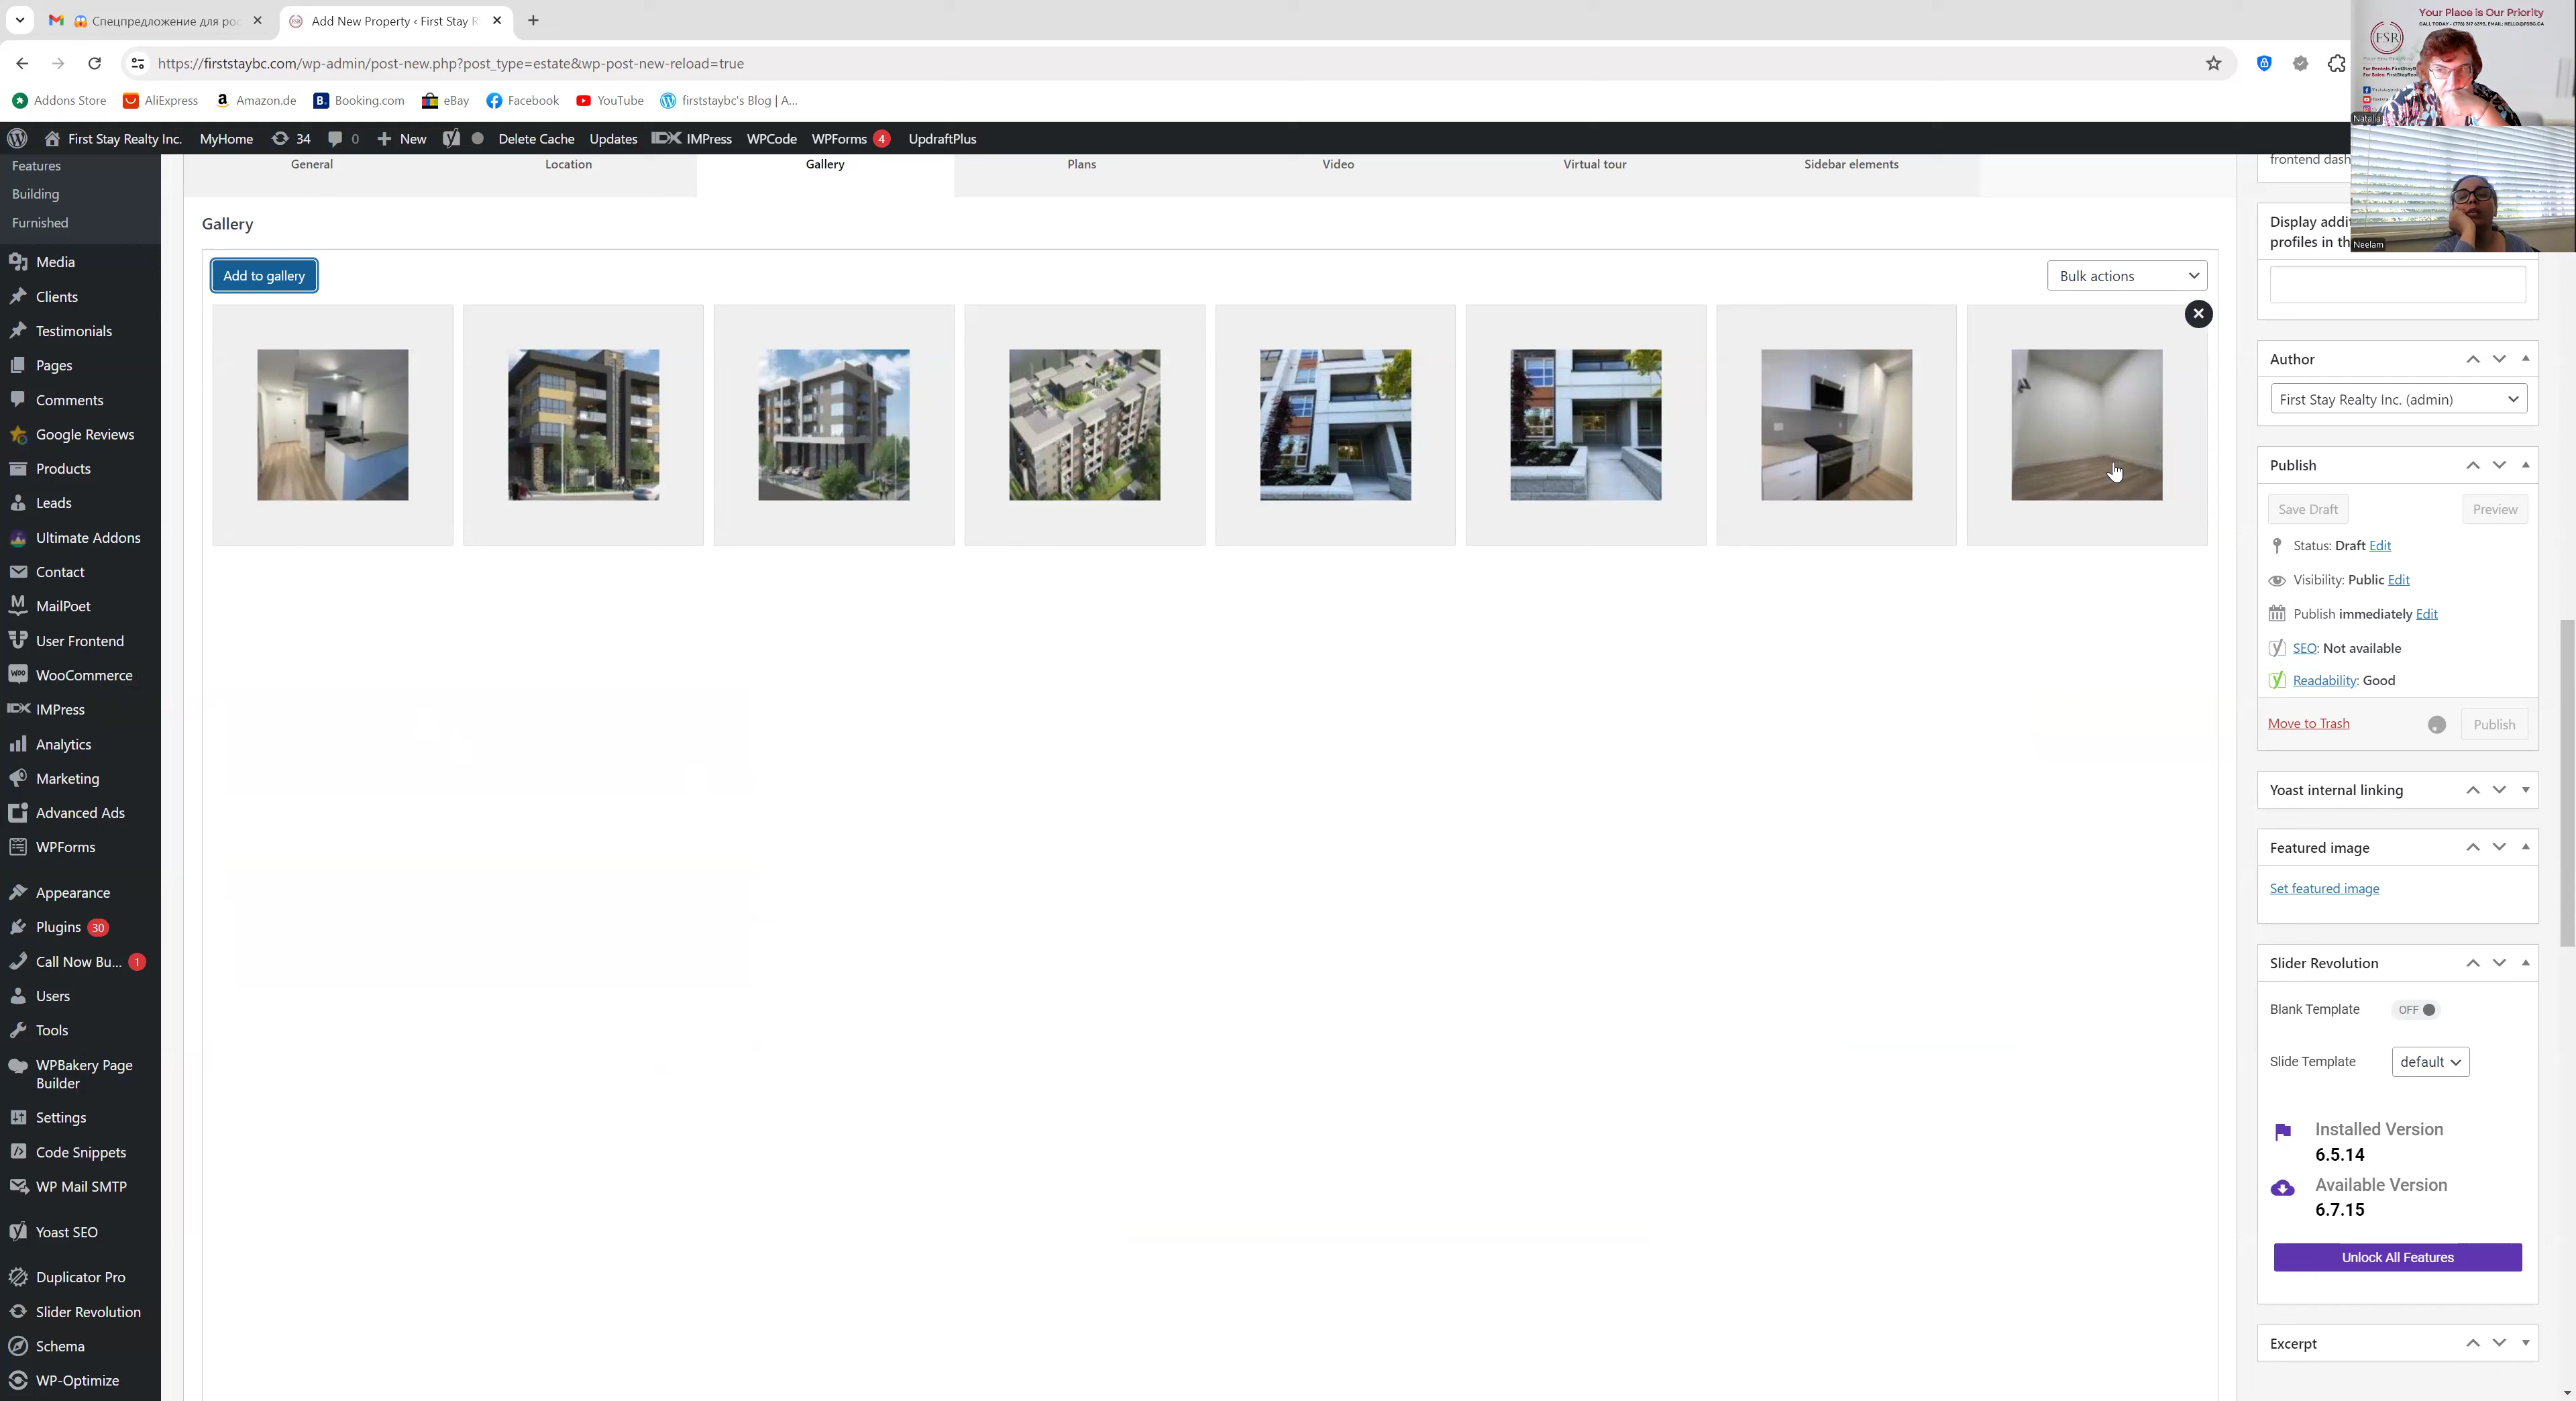 Спецпредложение для рос
Add New Property ‹ First Stay R
https://firststaybc.com/wp-admin/post-new.php?post_type=estate&wp-post-new-reload=true
Addons Store
AliExpress
Amazon.de
Booking.com
eBay
Facebook
YouTube
firststaybc's Blog | A...
First Stay Realty Inc.
MyHome
34
0
New
Delete Cache
Updates
IDX IMPress
WPCode
WPForms 4
UpdraftPlus
Your Place is Our Priority
CALL TODAY - (778) 317 6393, EMAIL: HELLO@FSBC.CA
FSR
Natalia
Neelam
Features
Building
Furnished
Media
Clients
Testimonials
Pages
Comments
Google Reviews
Products
Leads
Ultimate Addons
Contact
MailPoet
User Frontend
WooCommerce
IMPress
Analytics
Marketing
Advanced Ads
WPForms
Appearance
Plugins 30
Call Now Bu... 1
Users
Tools
WPBakery Page
Builder
Settings
Code Snippets
WP Mail SMTP
Yoast SEO
Duplicator Pro
Slider Revolution
Schema
WP-Optimize
General
Location
Gallery
Plans
Video
Virtual tour
Sidebar elements
Gallery
Add to gallery
Bulk actions
frontend dash
Display addit
profiles in th
Author
First Stay Realty Inc. (admin)
Publish
Save Draft
Preview
Status: Draft Edit
Visibility: Public Edit
Publish immediately Edit
SEO: Not available
Readability: Good
Move to Trash
Publish
Yoast internal linking
Featured image
Set featured image
Slider Revolution
Blank Template
OFF
Slide Template
default
Installed Version
6.5.14
Available Version
6.7.15
Unlock All Features
Excerpt